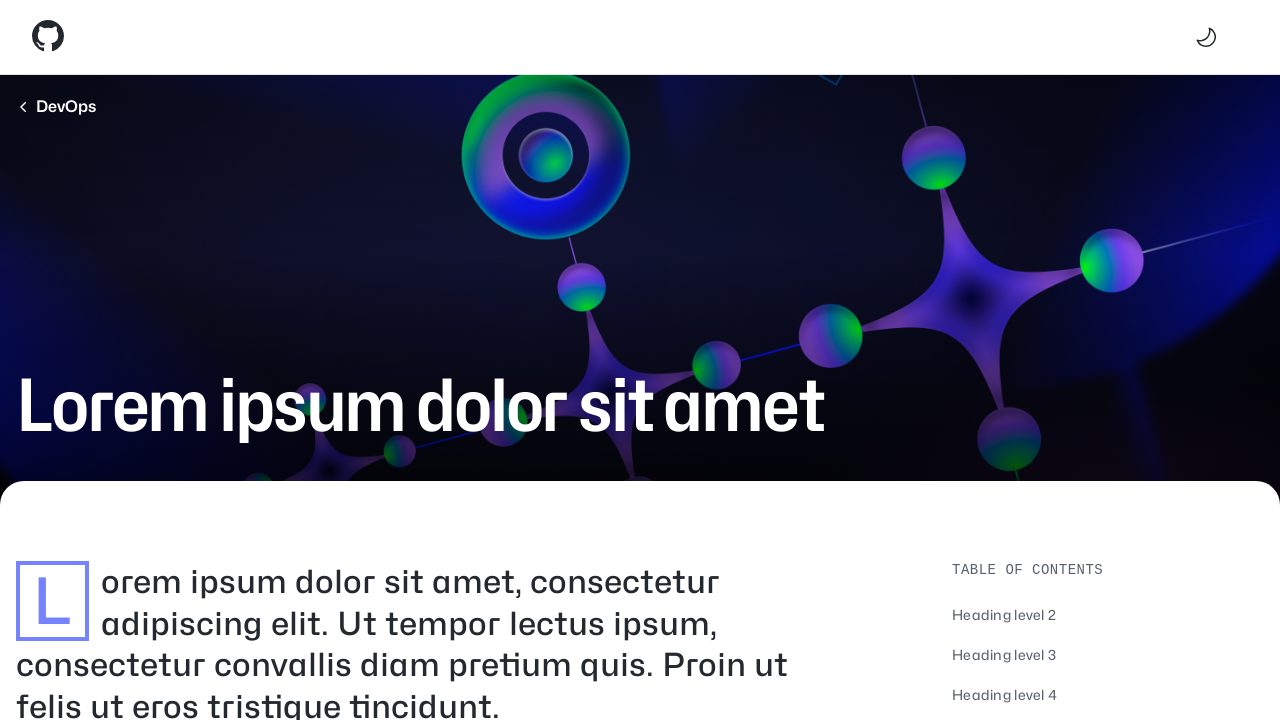 DevOps
Lorem ipsum dolor sit amet
Lorem ipsum dolor sit amet, consectetur
adipiscing elit. Ut tempor lectus ipsum,
consectetur convallis diam pretium quis. Proin ut
felis ut eros tristique tincidunt.
TABLE OF CONTENTS
Heading level 2
Heading level 3
Heading level 4